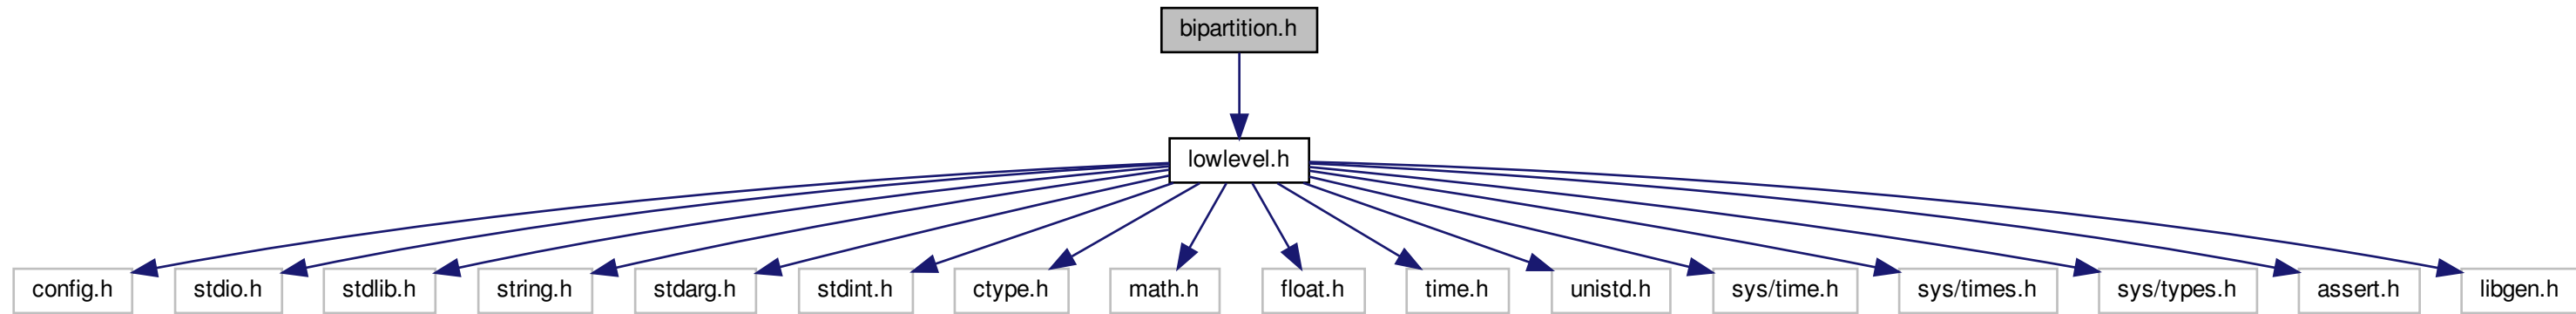 bipartition.h
lowlevel.h
config.h
stdio.h
stdlib.h
string.h
stdarg.h
stdint.h
ctype.h
math.h
float.h
time.h
unistd.h
sys/time.h
sys/times.h
sys/types.h
assert.h
libgen.h